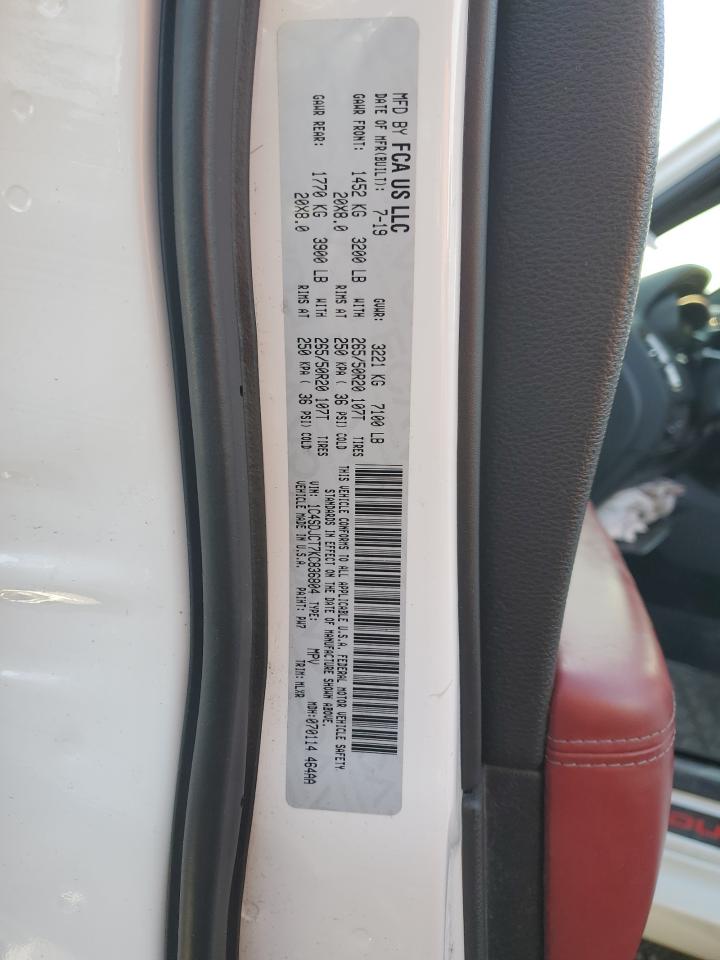 MFD BY FCA US LLC
DATE OF MFR(BUILT): 7-19 GVWR: 3221 KG 7100 LB
GAWR FRONT: 1452 KG 3200 LB WITH 265/50R20 107T TIRES
20X8.0 RIMS AT 250 KPA ( 36 PSI) COLD
GAWR REAR: 1770 KG 3900 LB WITH 265/50R20 107T TIRES
20X8.0 RIMS AT 250 KPA ( 36 PSI) COLD
THIS VEHICLE CONFORMS TO ALL APPLICABLE U.S.A. FEDERAL MOTOR VEHICLE SAFETY
STANDARDS IN EFFECT ON THE DATE OF MANUFACTURE SHOWN ABOVE.
VIN: 1C4SDJCT7KC836804 TYPE: MPV MDH:070114 464AA
VEHICLE MADE IN U.S.A. PAINT: PW7 TRIM: MLXR